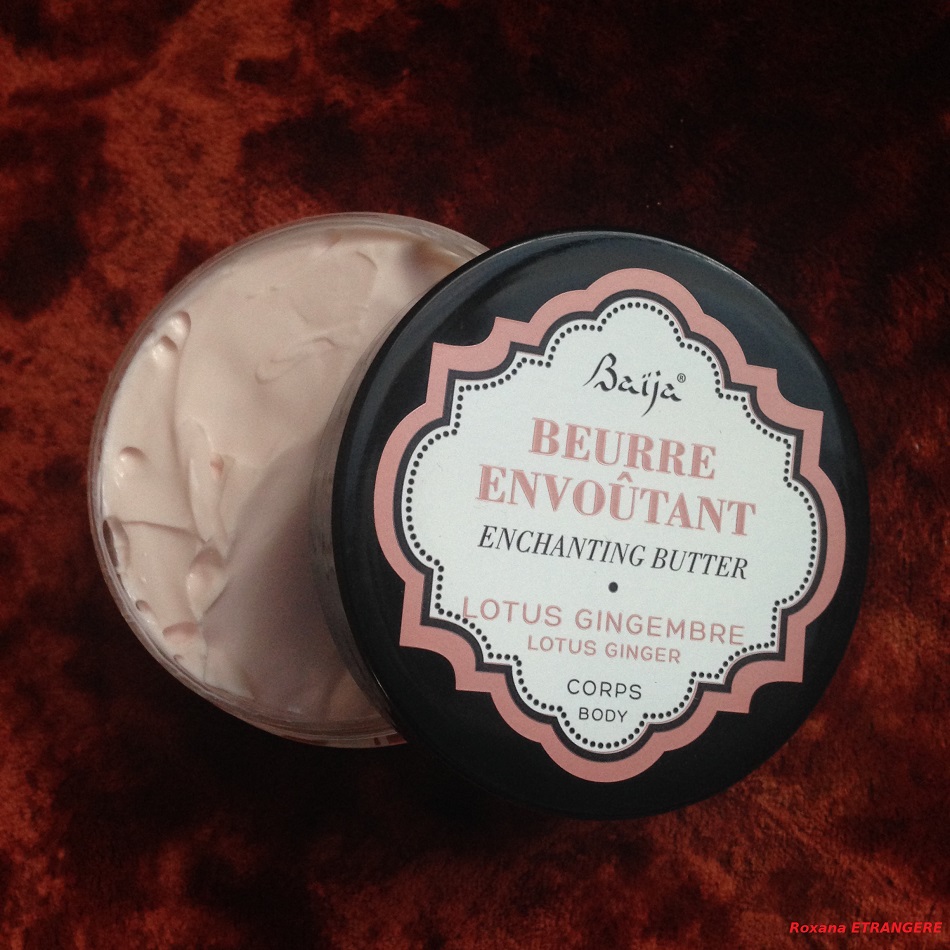 Baïja®
BEURRE
ENVOÛTANT
ENCHANTING BUTTER
•
LOTUS GINGEMBRE
LOTUS GINGER
CORPS
BODY
Roxana ETRANGERE